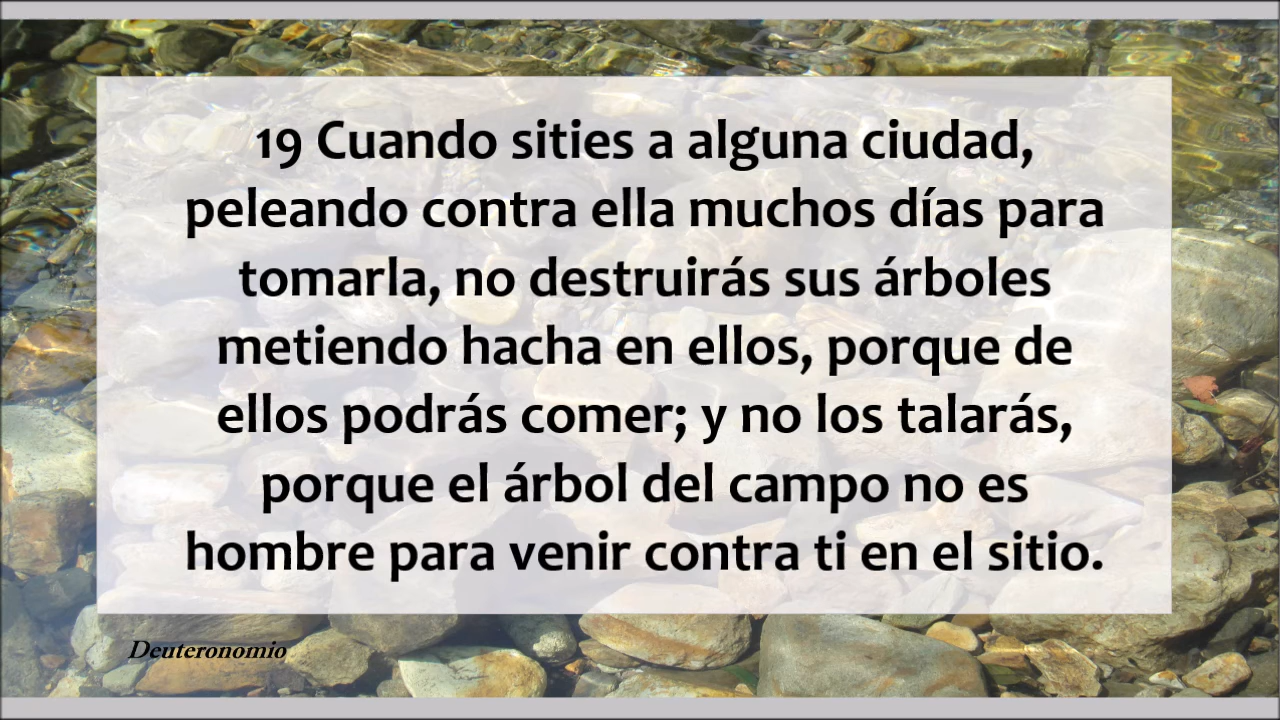 19 Cuando sities a alguna ciudad,
peleando contra ella muchos días para
tomarla, no destruirás sus árboles
metiendo hacha en ellos, porque de
ellos podrás comer; y no los talarás,
porque el árbol del campo no es
hombre para venir contra ti en el sitio.
Deuteronomio